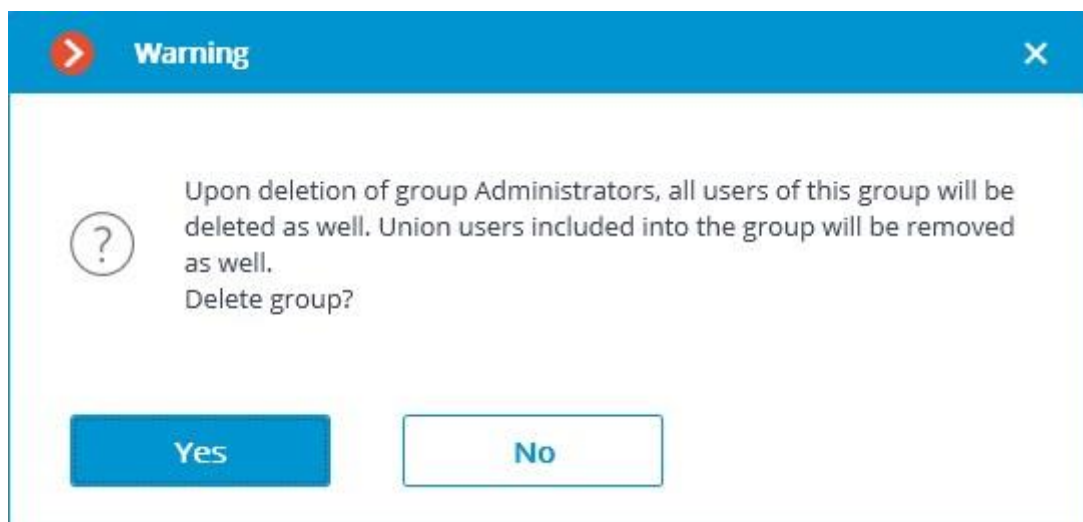 Warning
Upon deletion of group Administrators, all users of this group will be
deleted as well. Union users included into the group will be removed
as well.
Delete group?
Yes
No